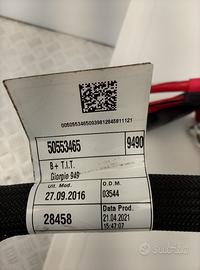 00505534650939812845811121
50553465 9490
B+ T.I.T.
Giorgio 949
Ult. Mod. O.D.M.
27.09.2016 03544
28458 Data Prod.
21.04.2021
15:47:07
subito